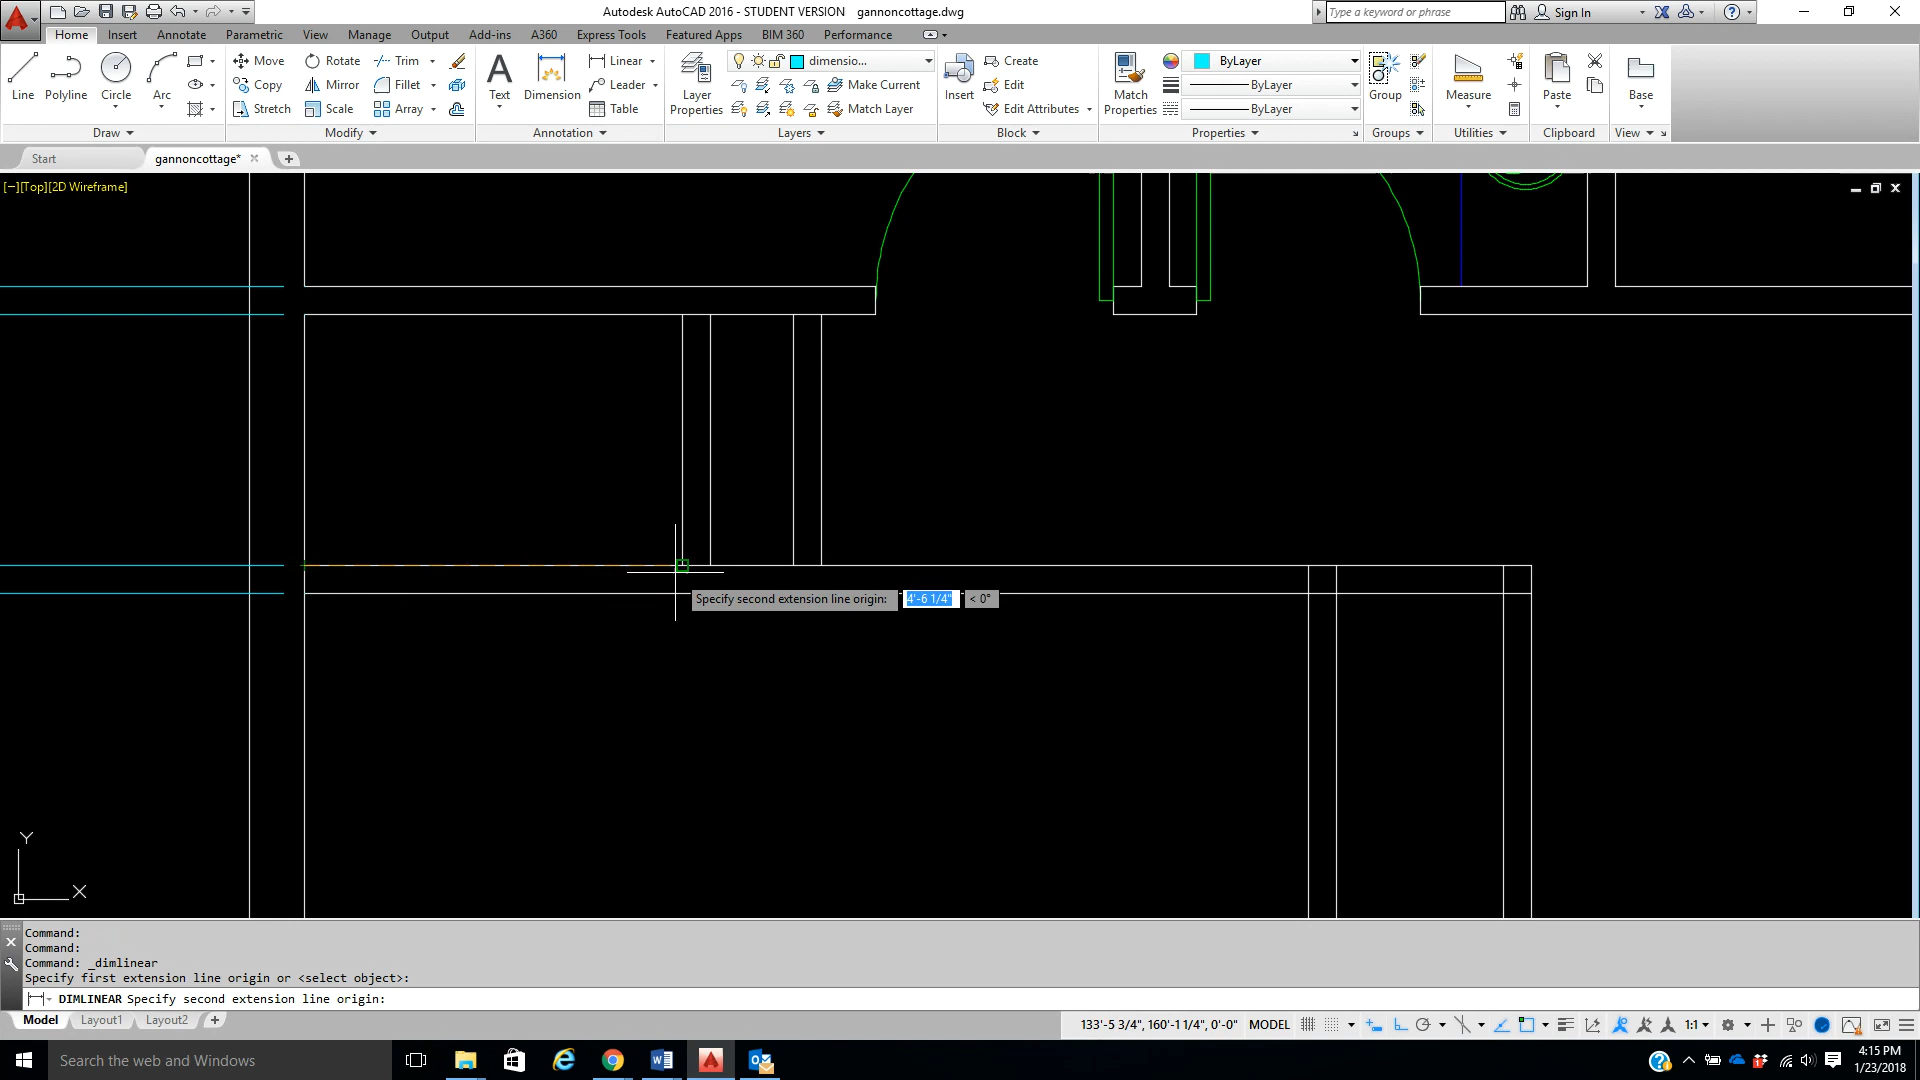 Autodesk AutoCAD 2016 - STUDENT VERSION gannoncottage.dwg
Type a keyword or phrase
Sign In
Home Insert Annotate Parametric View Manage Output Add-ins A360 Express Tools Featured Apps BIM 360 Performance
Line Polyline Circle Arc
Move Rotate Trim
Copy Mirror Fillet
Stretch Scale Array
Text Dimension
Linear
Leader
Table
Layer Properties
dimensio...
Make Current
Match Layer
Insert
Create
Edit
Edit Attributes
Match Properties
ByLayer
ByLayer
ByLayer
Group
Measure
Paste
Base
Draw Modify Annotation Layers Block Properties Groups Utilities Clipboard View
Start gannoncottage*
[−][Top][2D Wireframe]
Specify second extension line origin: 4'-6 1/4" < 0°
Y
X
Command:
Command:
Command: _dimlinear
Specify first extension line origin or <select object>:
DIMLINEAR Specify second extension line origin:
Model Layout1 Layout2
133'-5 3/4", 160'-1 1/4", 0'-0" MODEL 1:1
Search the web and Windows
4:15 PM
1/23/2018